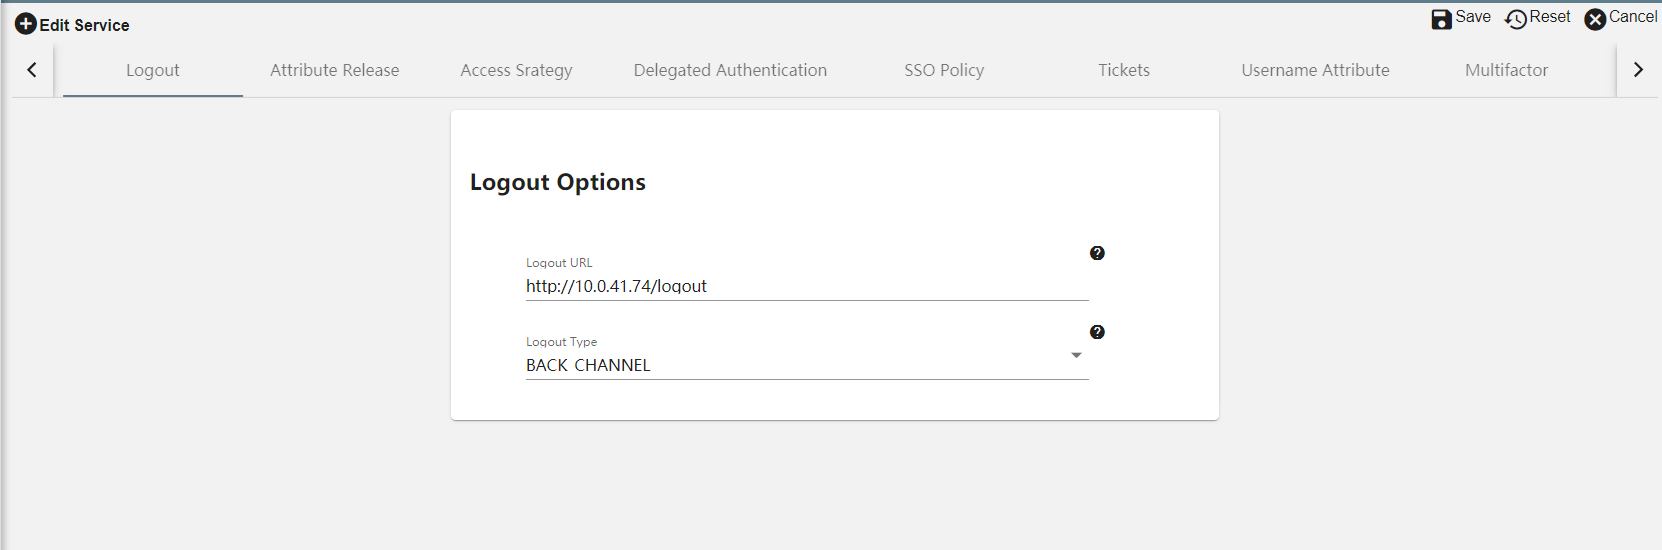 Edit Service
Save Reset Cancel
Logout Attribute Release Access Srategy Delegated Authentication SSO Policy Tickets Username Attribute Multifactor
Logout Options
Logout URL
http://10.0.41.74/logout
Logout Type
BACK CHANNEL